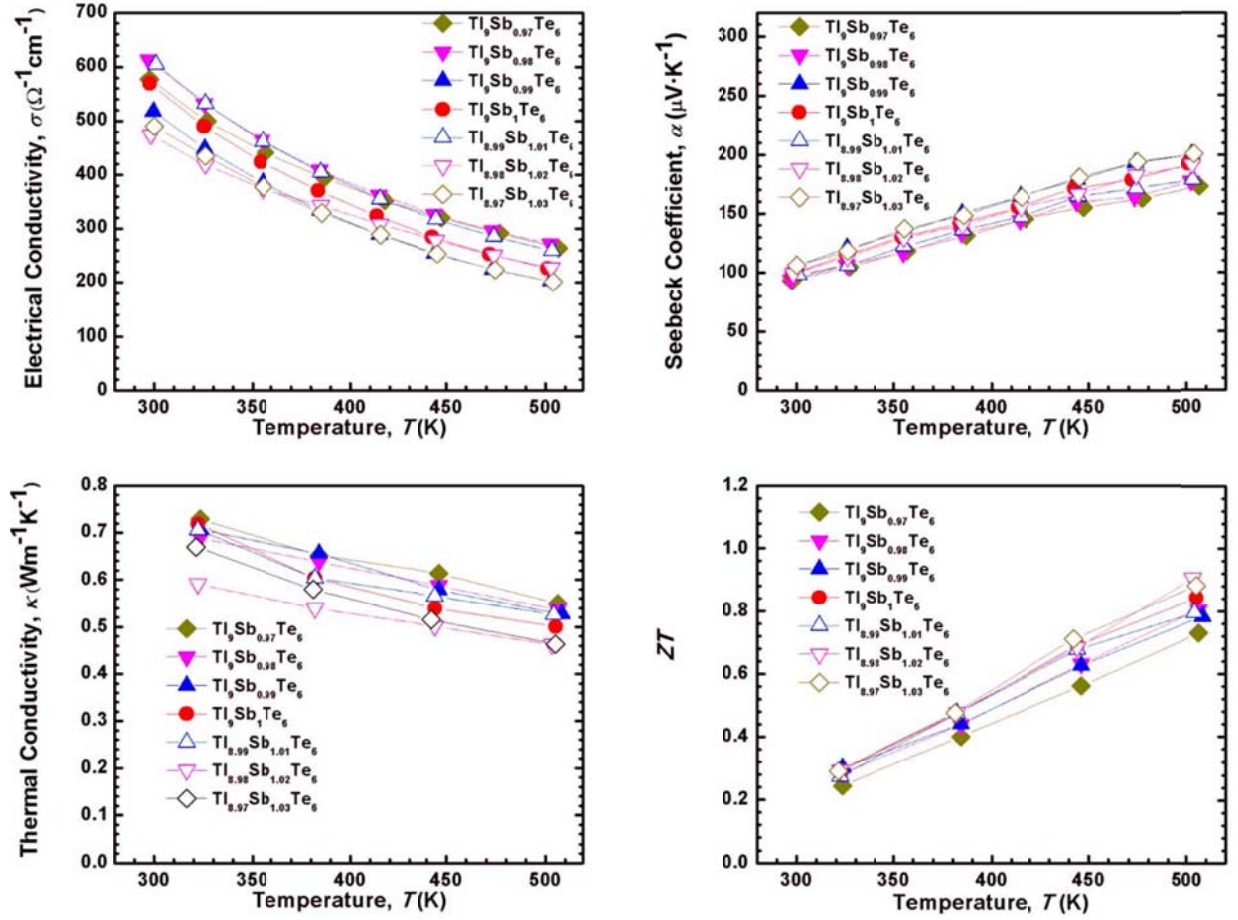 Electrical Conductivity, σ(Ω⁻¹cm⁻¹)
700
600
500
400
300
200
100
0
Tl₉Sb₀.₉₇Te₆
Tl₉Sb₀.₉₈Te₆
Tl₉Sb₀.₉₉Te₆
Tl₉Sb₁Te₆
Tl₈.₉₉Sb₁.₀₁Te₆
Tl₈.₉₈Sb₁.₀₂Te₆
Tl₈.₉₇Sb₁.₀₃Te₆
300 350 400 450 500
Temperature, T(K)
Seebeck Coefficient, α (μV·K⁻¹)
300
250
200
150
100
50
0
Tl₉Sb₀.₉₇Te₆
Tl₉Sb₀.₉₈Te₆
Tl₉Sb₀.₉₉Te₆
Tl₉Sb₁Te₆
Tl₈.₉₉Sb₁.₀₁Te₆
Tl₈.₉₈Sb₁.₀₂Te₆
Tl₈.₉₇Sb₁.₀₃Te₆
300 350 400 450 500
Temperature, T(K)
Thermal Conductivity, κ(Wm⁻¹K⁻¹)
0.8
0.7
0.6
0.5
0.4
0.3
0.2
0.1
0.0
Tl₉Sb₀.₉₇Te₆
Tl₉Sb₀.₉₈Te₆
Tl₉Sb₀.₉₉Te₆
Tl₉Sb₁Te₆
Tl₈.₉₉Sb₁.₀₁Te₆
Tl₈.₉₈Sb₁.₀₂Te₆
Tl₈.₉₇Sb₁.₀₃Te₆
300 350 400 450 500
Temperature, T(K)
ZT
1.2
1.0
0.8
0.6
0.4
0.2
0.0
Tl₉Sb₀.₉₇Te₆
Tl₉Sb₀.₉₈Te₆
Tl₉Sb₀.₉₉Te₆
Tl₉Sb₁Te₆
Tl₈.₉₉Sb₁.₀₁Te₆
Tl₈.₉₈Sb₁.₀₂Te₆
Tl₈.₉₇Sb₁.₀₃Te₆
300 350 400 450 500
Temperature, T(K)